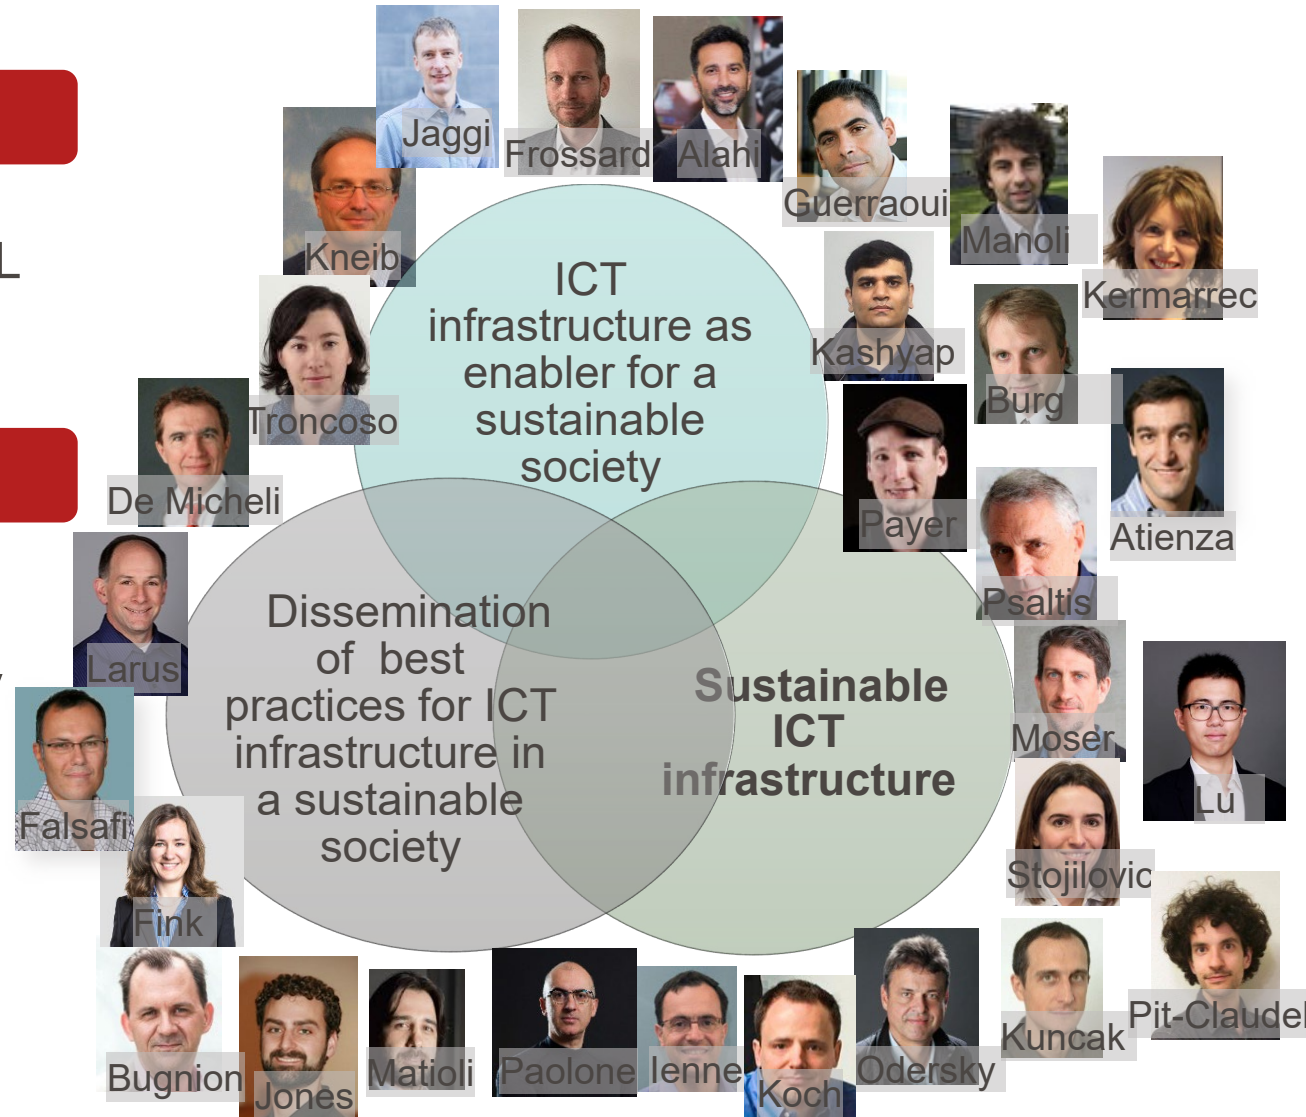 Jaggi
Frossard
Alahi
Guerraoui
Manoli
Kermarrec
Kneib
L
ICT
infrastructure as
enabler for a
sustainable
society
Kashyap
Burg
Troncoso
De Micheli
Payer
Atienza
Psaltis
Larus
Dissemination
of best
practices for ICT
infrastructure in
a sustainable
society
Sustainable
ICT
infrastructure
Moser
Lu
Falsafi
Stojilovic
Fink
Pit-Claudel
Kuncak
Bugnion
Jones
Matioli
Paolone
Ienne
Koch
Odersky